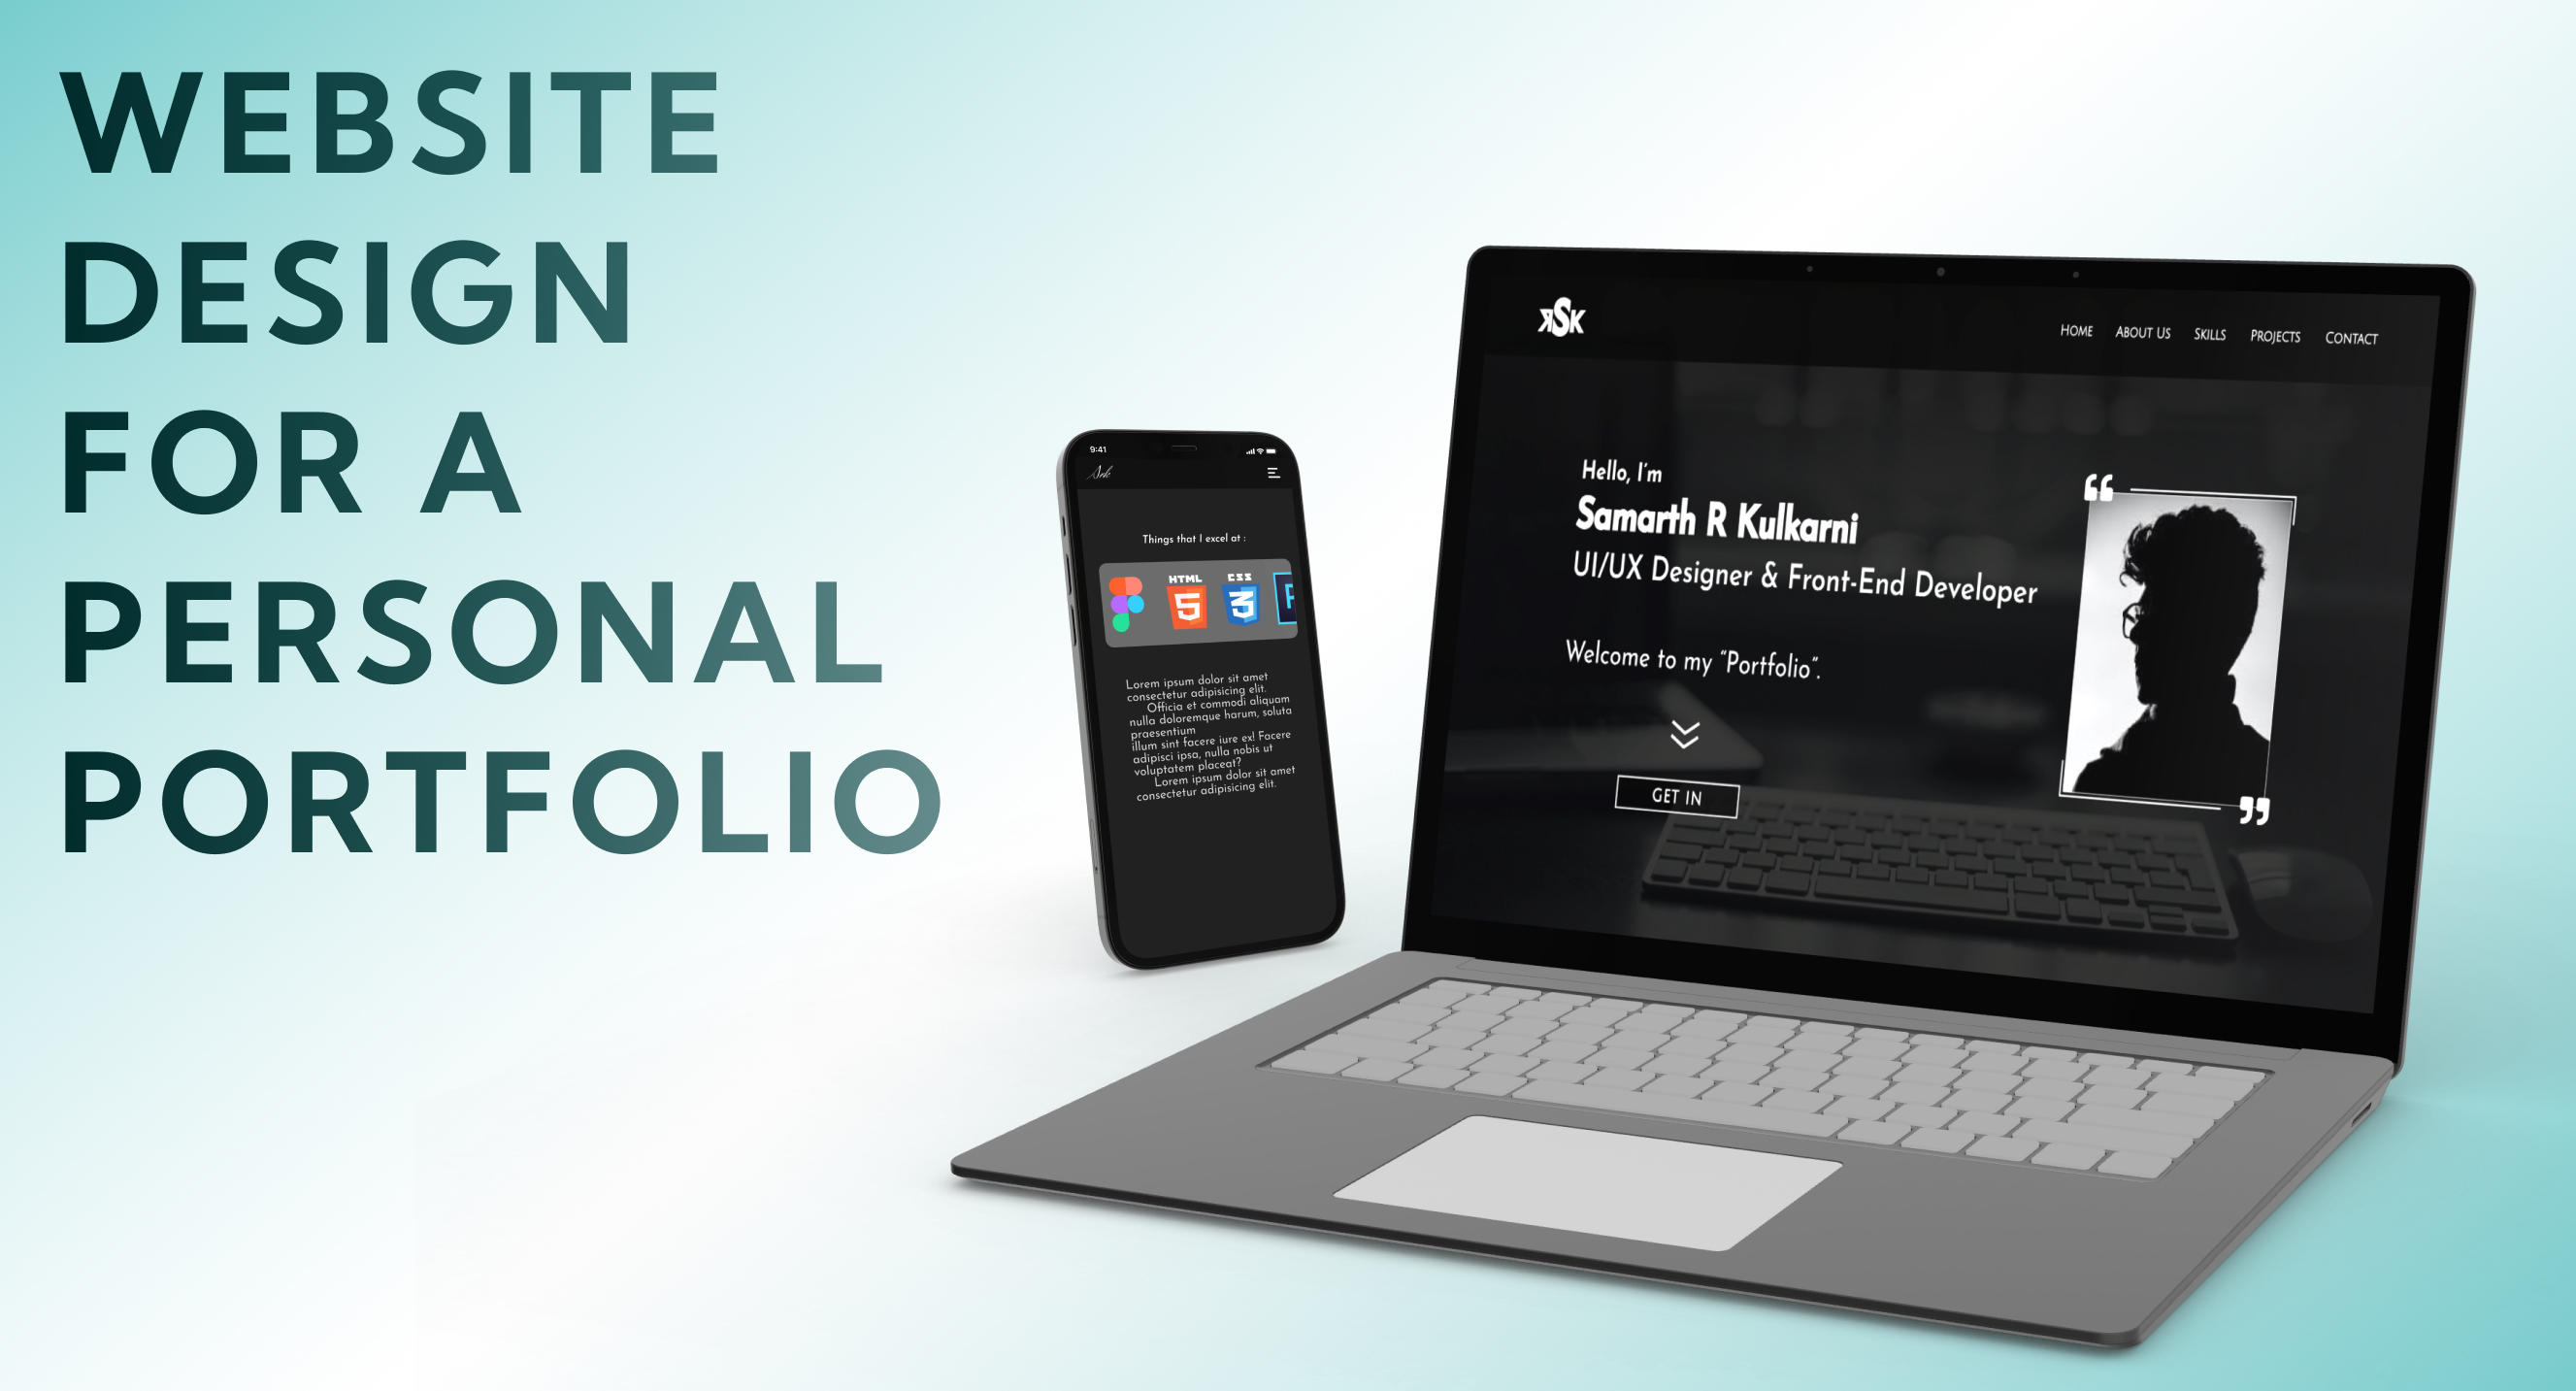 WEBSITE
DESIGN
FOR A
PERSONAL
PORTFOLIO
9:41
Things that I excel at :
HTML
5
CSS
3
Lorem ipsum dolor sit amet
consectetur adipisicing elit.
Officia et commodi aliquam
nulla doloremque harum, soluta
praesentium
illum sint facere iure ex! Facere
adipisci ipsa, nulla nobis ut
voluptatem placeat?
Lorem ipsum dolor sit amet
consectetur adipisicing elit.
HOME ABOUT US SKILLS PROJECTS CONTACT
Hello, I'm
Samarth R Kulkarni
UI/UX Designer & Front-End Developer
Welcome to my “Portfolio”.
GET IN